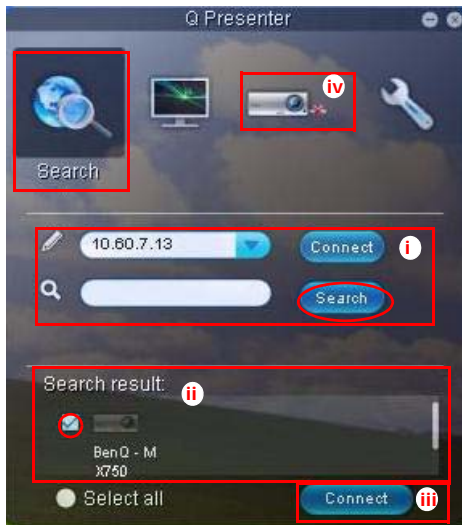 Q Presenter
iv
Search
10.60.7.13
Connect
i
Search
Search result:
ii
BenQ - M
X750
Select all
Connect
iii